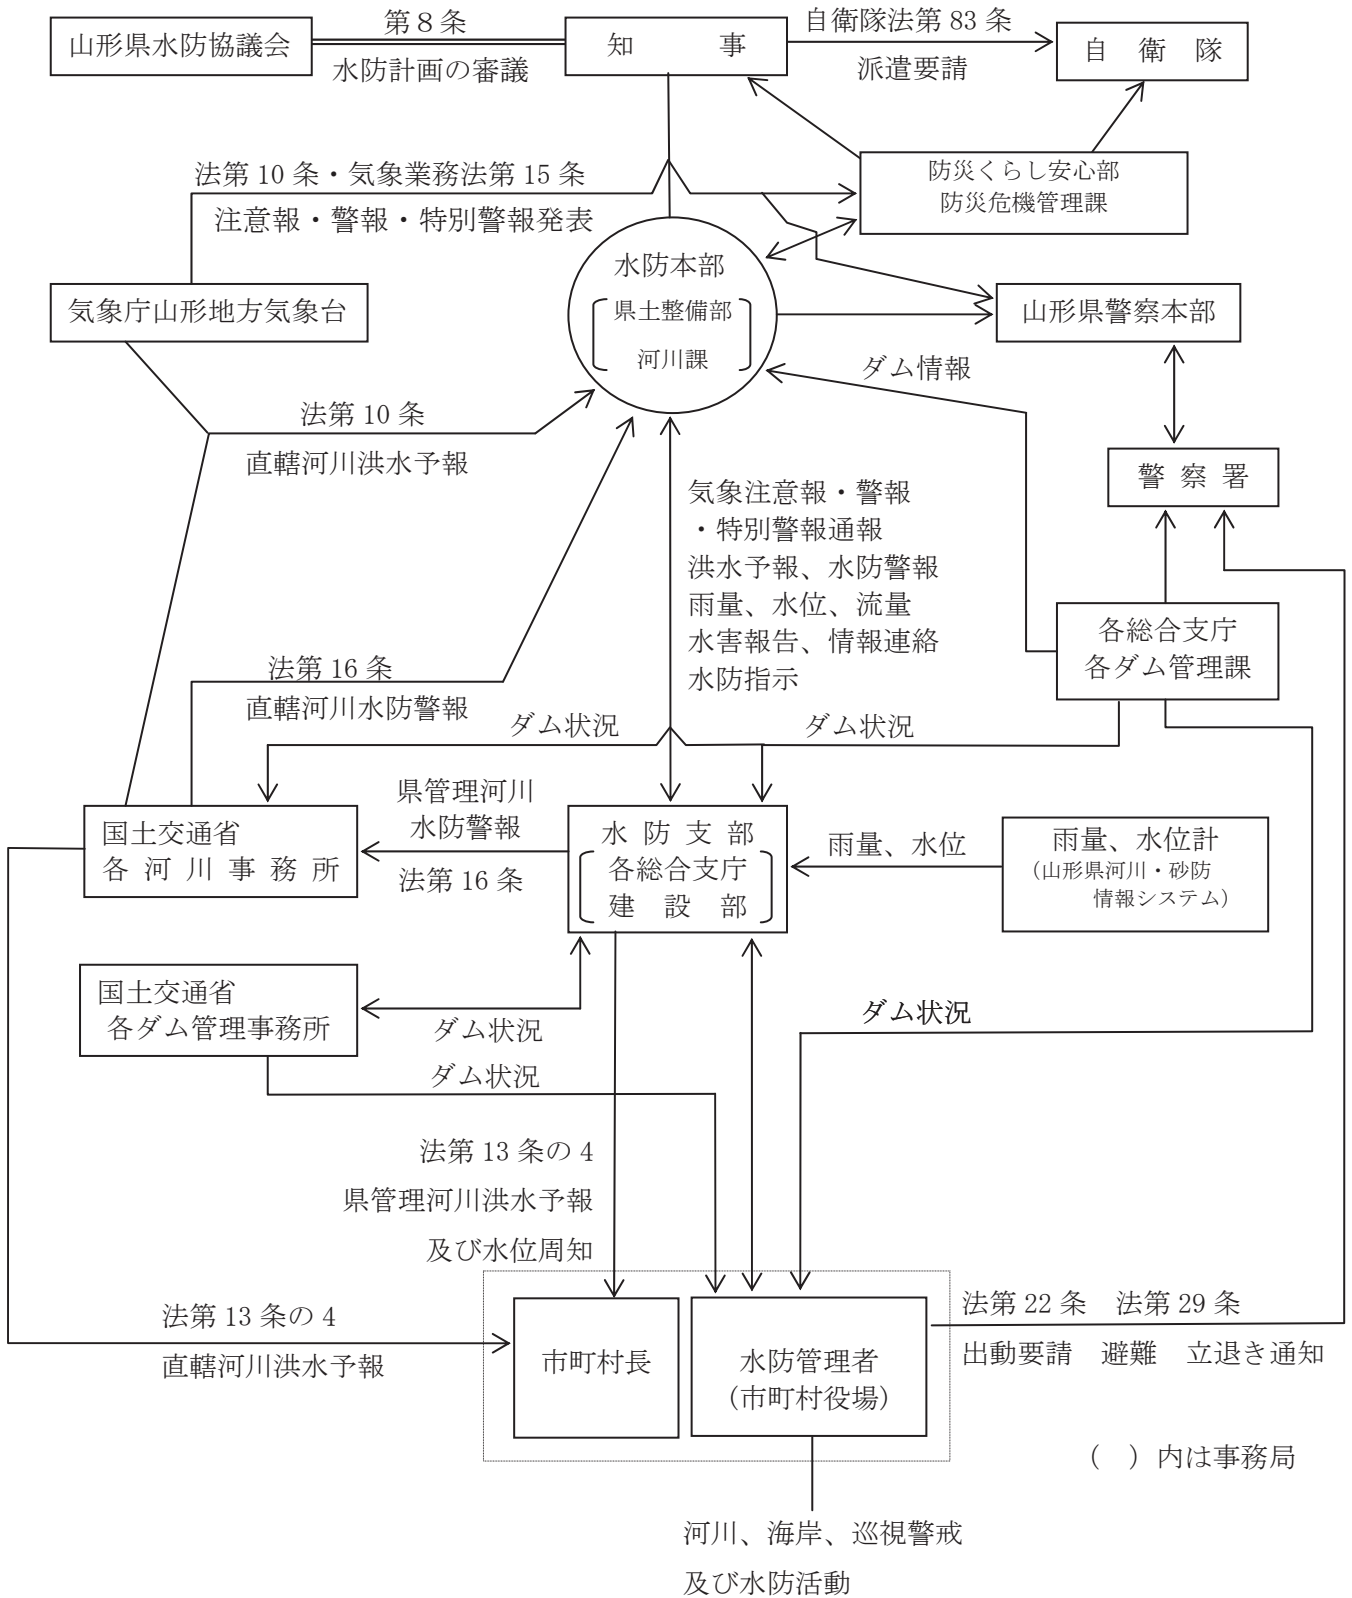 山形県水防協議会
第８条
水防計画の審議
知　事
自衛隊法第 83 条
派遣要請
自　衛　隊
防災くらし安心部
防災危機管理課
法第 10 条・気象業務法第 15 条
注意報・警報・特別警報発表
気象庁山形地方気象台
水防本部
県土整備部
河川課
山形県警察本部
ダム情報
法第 10 条
直轄河川洪水予報
警 察 署
気象注意報・警報
・特別警報通報
洪水予報、水防警報
雨量、水位、流量
水害報告、情報連絡
水防指示
各総合支庁
各ダム管理課
法第 16 条
直轄河川水防警報
ダム状況
ダム状況
県管理河川
水防警報
法第 16 条
国土交通省
各 河 川 事 務 所
水 防 支 部
各総合支庁
建　設　部
雨量、水位
雨量、水位計
（山形県河川・砂防
情報システム）
国土交通省
各ダム管理事務所
ダム状況
ダム状況
ダム状況
法第 13 条の 4
県管理河川洪水予報
及び水位周知
法第 13 条の 4
直轄河川洪水予報
市町村長
水防管理者
（市町村役場）
法第 22 条　法第 29 条
出動要請　避難　立退き通知
（　）内は事務局
河川、海岸、巡視警戒
及び水防活動